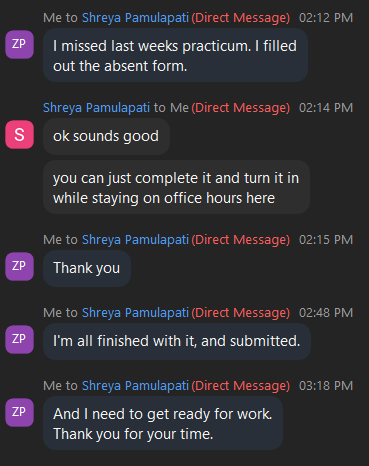 Me to Shreya Pamulapati (Direct Message) 02:12 PM
ZP
I missed last weeks practicum. I filled
out the absent form.
Shreya Pamulapati to Me (Direct Message) 02:14 PM
S
ok sounds good
you can just complete it and turn it in
while staying on office hours here
Me to Shreya Pamulapati (Direct Message) 02:15 PM
ZP
Thank you
Me to Shreya Pamulapati (Direct Message) 02:48 PM
ZP
I'm all finished with it, and submitted.
Me to Shreya Pamulapati (Direct Message) 03:18 PM
ZP
And I need to get ready for work.
Thank you for your time.